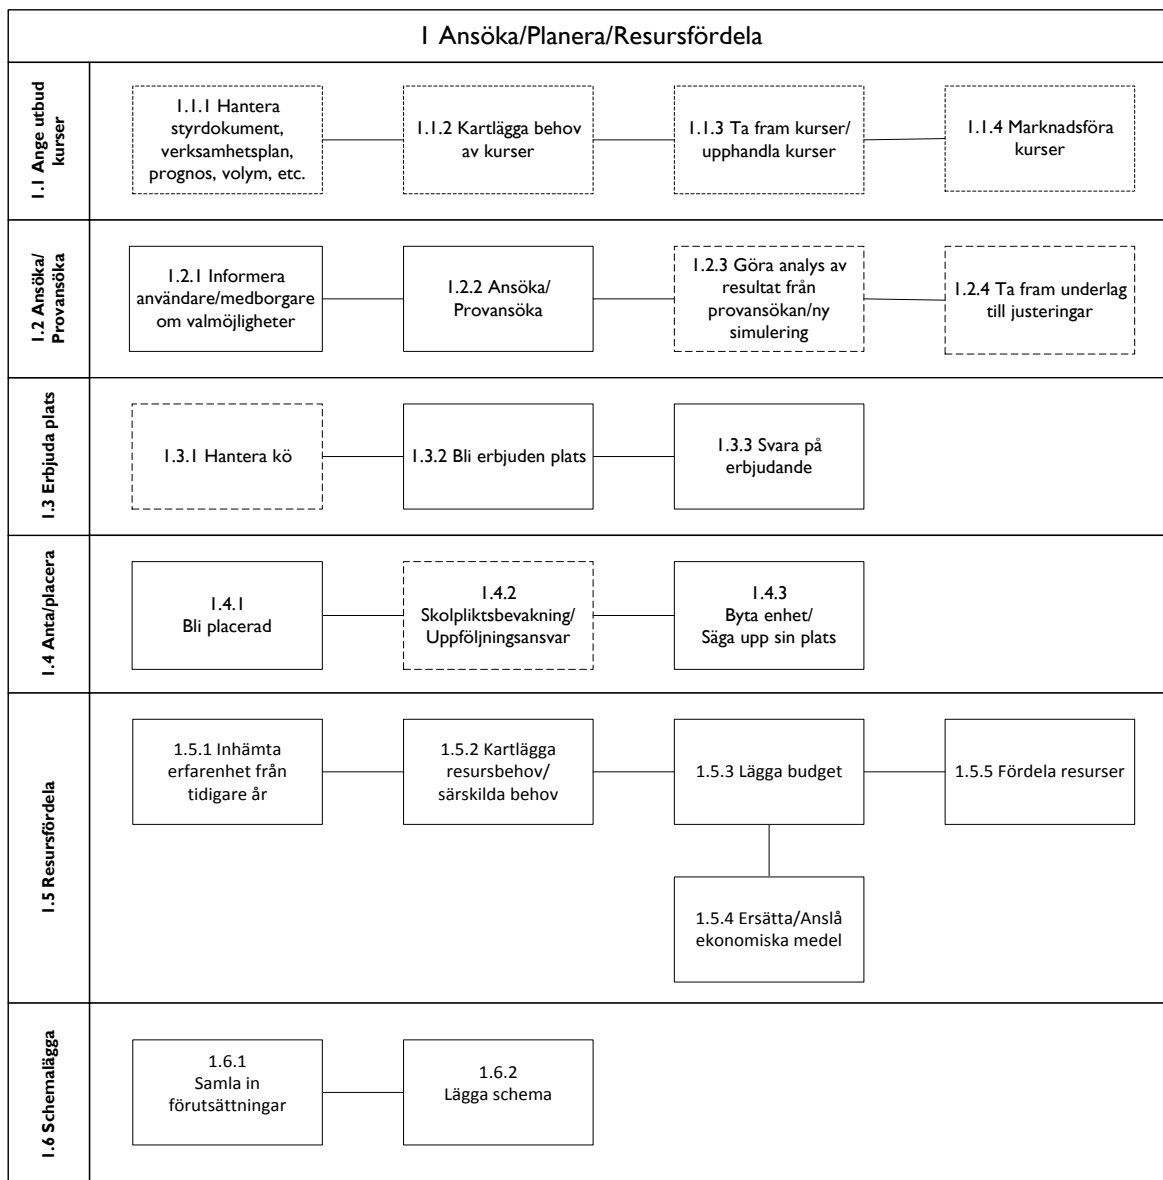 1 Ansöka/Planera/Resursfördela
1.1 Ange utbud
kurser
1.1.1 Hantera
styrdokument,
verksamhetsplan,
prognos, volym, etc.
1.1.2 Kartlägga behov
av kurser
1.1.3 Ta fram kurser/
upphandla kurser
1.1.4 Marknadsföra
kurser
1.2 Ansöka/
Provansöka
1.2.1 Informera
användare/medborgare
om valmöjligheter
1.2.2 Ansöka/
Provansöka
1.2.3 Göra analys av
resultat från
provansökan/ny
simulering
1.2.4 Ta fram underlag
till justeringar
1.3 Erbjuda plats
1.3.1 Hantera kö
1.3.2 Bli erbjuden plats
1.3.3 Svara på
erbjudande
1.4 Anta/placera
1.4.1
Bli placerad
1.4.2
Skolpliktsbevakning/
Uppföljningsansvar
1.4.3
Byta enhet/
Säga upp sin plats
1.5 Resursfördela
1.5.1 Inhämta
erfarenhet från
tidigare år
1.5.2 Kartlägga
resursbehov/
särskilda behov
1.5.3 Lägga budget
1.5.5 Fördela resurser
1.5.4 Ersätta/Anslå
ekonomiska medel
1.6 Schemalägga
1.6.1
Samla in
förutsättningar
1.6.2
Lägga schema